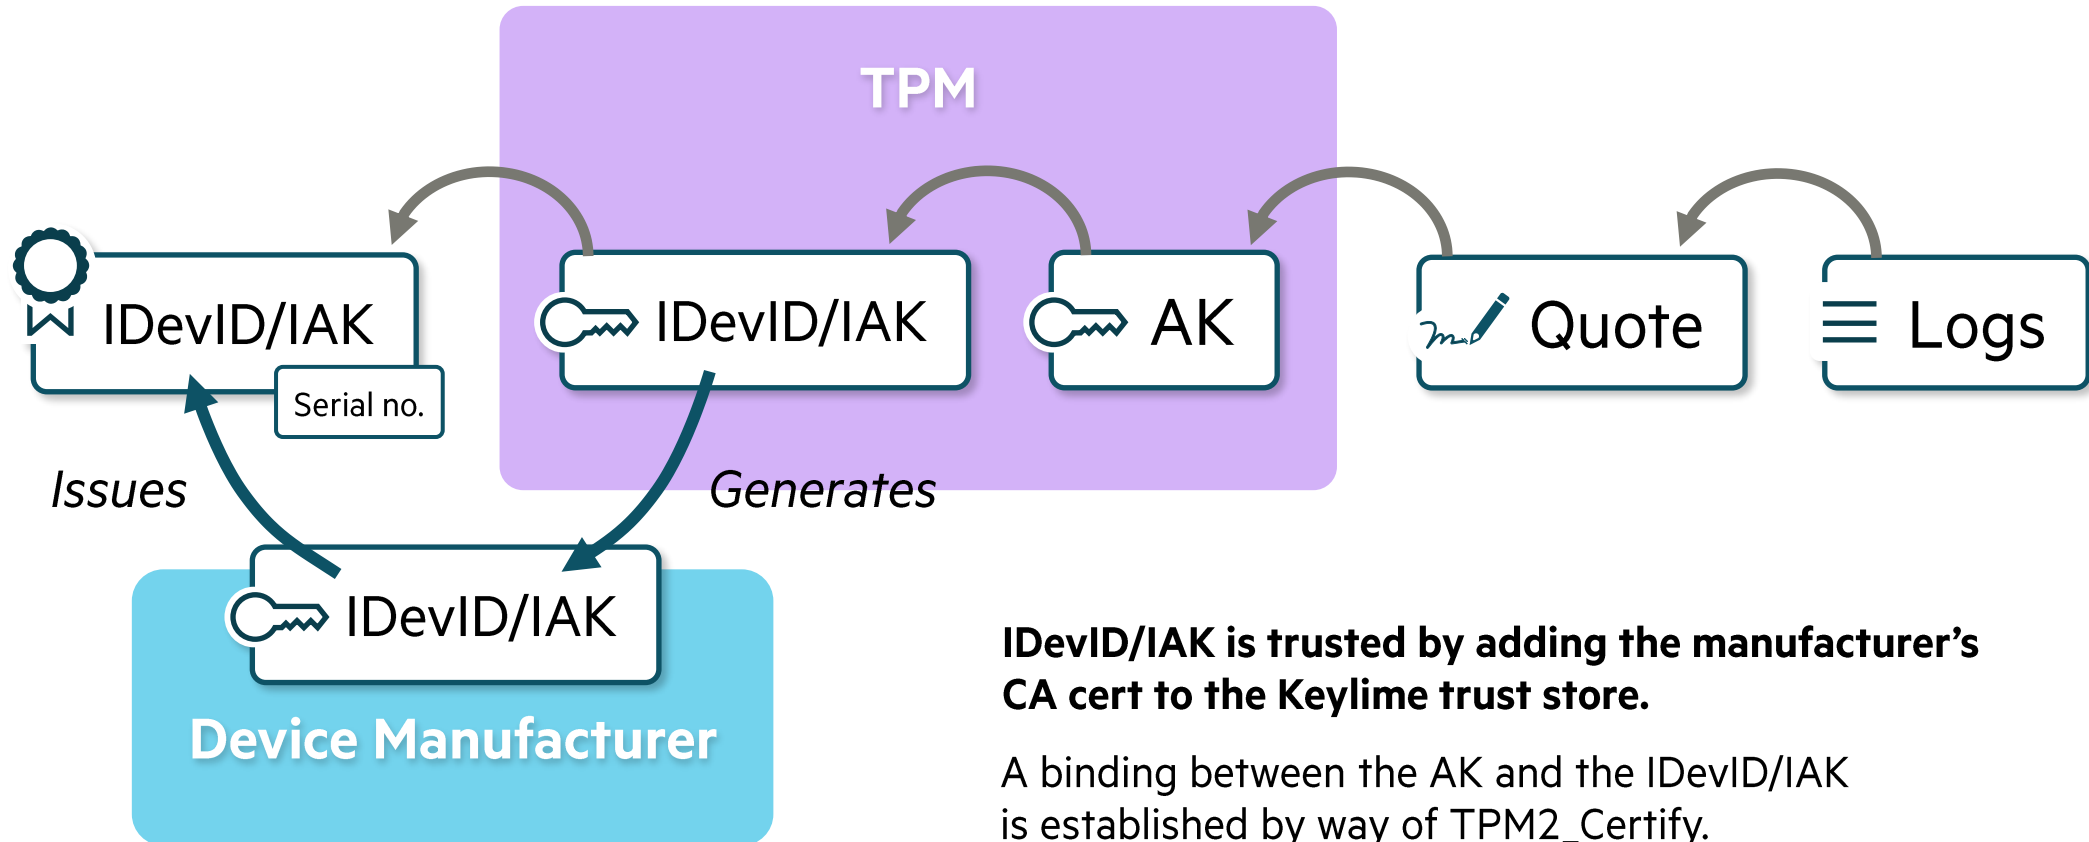 TPM
IDevID/IAK
Serial no.
IDevID/IAK
AK
Quote
Logs
Issues
Generates
IDevID/IAK
Device Manufacturer
IDevID/IAK is trusted by adding the manufacturer’s
CA cert to the Keylime trust store.
A binding between the AK and the IDevID/IAK
is established by way of TPM2_Certify.